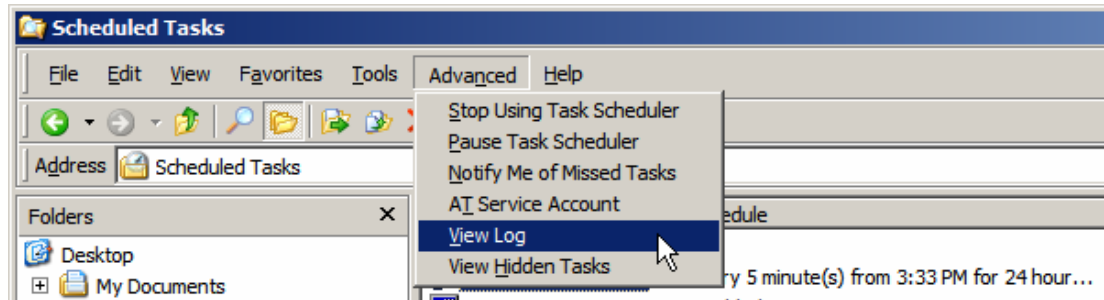 Scheduled Tasks
File Edit View Favorites Tools Advanced Help
Stop Using Task Scheduler
Pause Task Scheduler
Notify Me of Missed Tasks
AT Service Account
View Log
View Hidden Tasks
Address Scheduled Tasks
Folders
edule
Desktop
My Documents
ry 5 minute(s) from 3:33 PM for 24 hour...